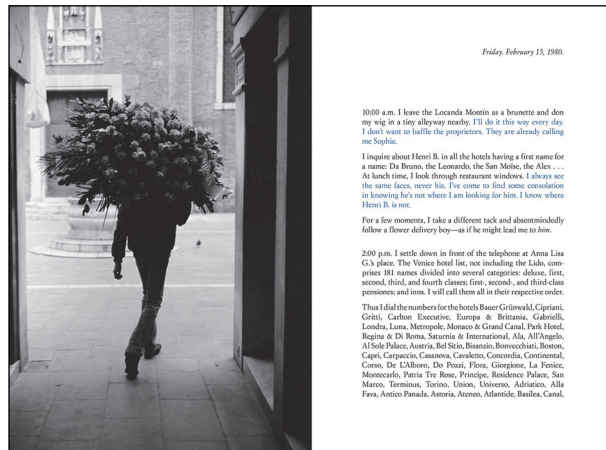 Friday. February 15, 1980.
10:00 a.m. I leave the Locanda Montin as a brunette and don
my wig in a tiny alleyway nearby. I'll do it this way every day.
I don't want to baffle the proprietors. They are already calling
me Sophie.
I inquire about Henri B. in all the hotels having a first name for
a name: Da Bruno, the Leonardo, the San Moïse, the Alex . . .
At lunch time, I look through restaurant windows. I always see
the same faces, never his. I've come to find some consolation
in knowing he's not where I am looking for him. I know where
Henri B. is not.
For a few moments, I take a different tack and absentmindedly
follow a flower delivery boy—as if he might lead me to him.
2:00 p.m. I settle down in front of the telephone at Anna Lisa
G.'s place. The Venice hotel list, not including the Lido, com-
prises 181 names divided into several categories: deluxe, first,
second, third, and fourth classes; first-, second-, and third-class
pensiones; and inns. I will call them all in their respective order.
Thus I dial the numbers for the hotels Bauer Grünwald, Cipriani,
Gritti, Carlton Executive, Europa & Brittania, Gabrielli,
Londra, Luna, Metropole, Monaco & Grand Canal, Park Hotel,
Regina & Di Roma, Saturnia & International, Ala, All'Angelo,
Al Sole Palace, Austria, Bel Sitio, Bisanzio, Bonvecchiati, Boston,
Capri, Carpaccio, Casanova, Cavaletto, Concordia, Continental,
Corso, De L'Alboro, Do Pozzi, Flora, Giorgione, La Fenice,
Montecarlo, Patria Tre Rose, Principe, Residence Palace, San
Marco, Terminus, Torino, Union, Universo, Adriatico, Alla
Fava, Antico Panada, Astoria, Ateneo, Atlantide, Basilea, Canal,